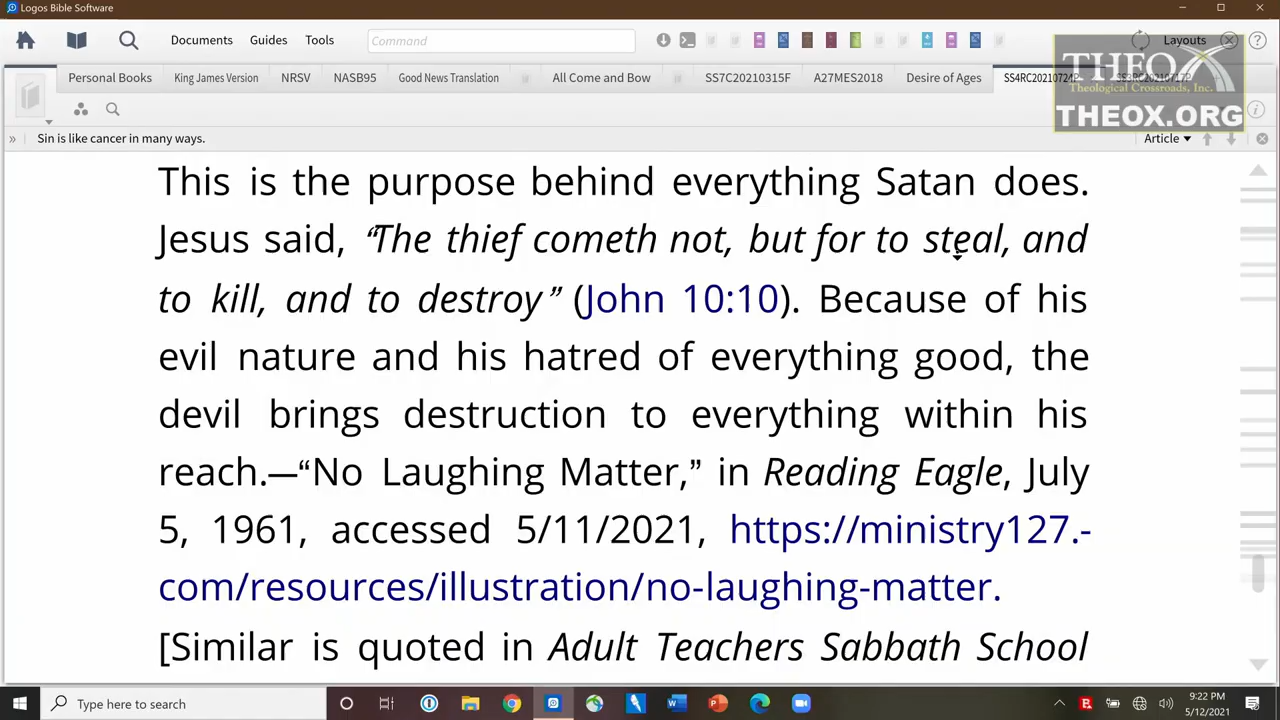 Logos Bible Software
Documents Guides Tools Command Layouts
Personal Books King James Version NRSV NASB95 Good News Translation All Come and Bow SS7C20210315F A27MES2018 Desire of Ages SS4RC20210724P
THEOX
Theological Crossroads, Inc.
THEOX.ORG
» Sin is like cancer in many ways. Article
This is the purpose behind everything Satan does.
Jesus said, “The thief cometh not, but for to steal, and
to kill, and to destroy” (John 10:10). Because of his
evil nature and his hatred of everything good, the
devil brings destruction to everything within his
reach.—“No Laughing Matter,” in Reading Eagle, July
5, 1961, accessed 5/11/2021, https://ministry127.-
com/resources/illustration/no-laughing-matter.
[Similar is quoted in Adult Teachers Sabbath School
Type here to search
9:22 PM
5/12/2021